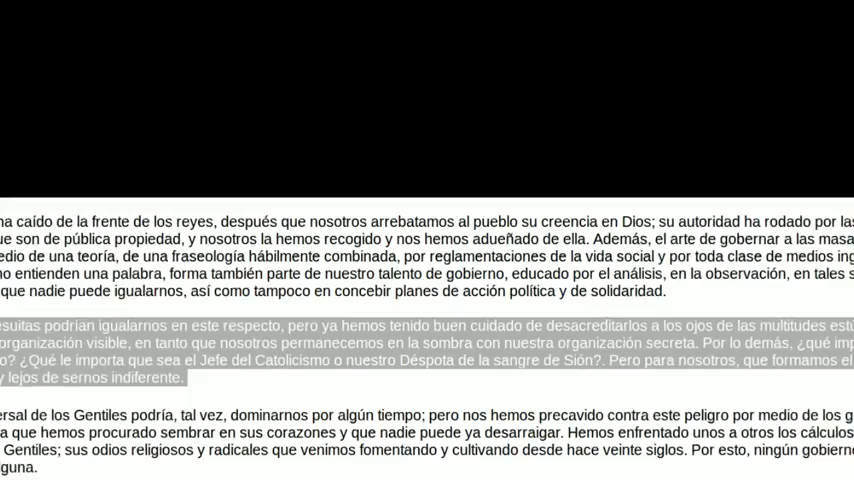 ha caído de la frente de los reyes, después que nosotros arrebatamos al pueblo su creencia en Dios; su autoridad ha rodado por las
ue son de pública propiedad, y nosotros la hemos recogido y nos hemos adueñado de ella. Además, el arte de gobernar a las masa
edio de una teoría, de una fraseología hábilmente combinada, por reglamentaciones de la vida social y por toda clase de medios ing
no entienden una palabra, forma también parte de nuestro talento de gobierno, educado por el análisis, en la observación, en tales s
que nadie puede igualarnos, así como tampoco en concebir planes de acción política y de solidaridad.
esuitas podrían igualarnos en este respecto, pero ya hemos tenido buen cuidado de desacreditarlos a los ojos de las multitudes estú
organización visible, en tanto que nosotros permanecemos en la sombra con nuestra organización secreta. Por lo demás, ¿qué imp
o? ¿Qué le importa que sea el Jefe del Catolicismo o nuestro Déspota de la sangre de Sión?. Pero para nosotros, que formamos el
y lejos de sernos indiferente.
ersal de los Gentiles podría, tal vez, dominarnos por algún tiempo; pero nos hemos precavido contra este peligro por medio de los g
a que hemos procurado sembrar en sus corazones y que nadie puede ya desarraigar. Hemos enfrentado unos a otros los cálculos
Gentiles; sus odios religiosos y radicales que venimos fomentando y cultivando desde hace veinte siglos. Por esto, ningún gobiern
lguna.